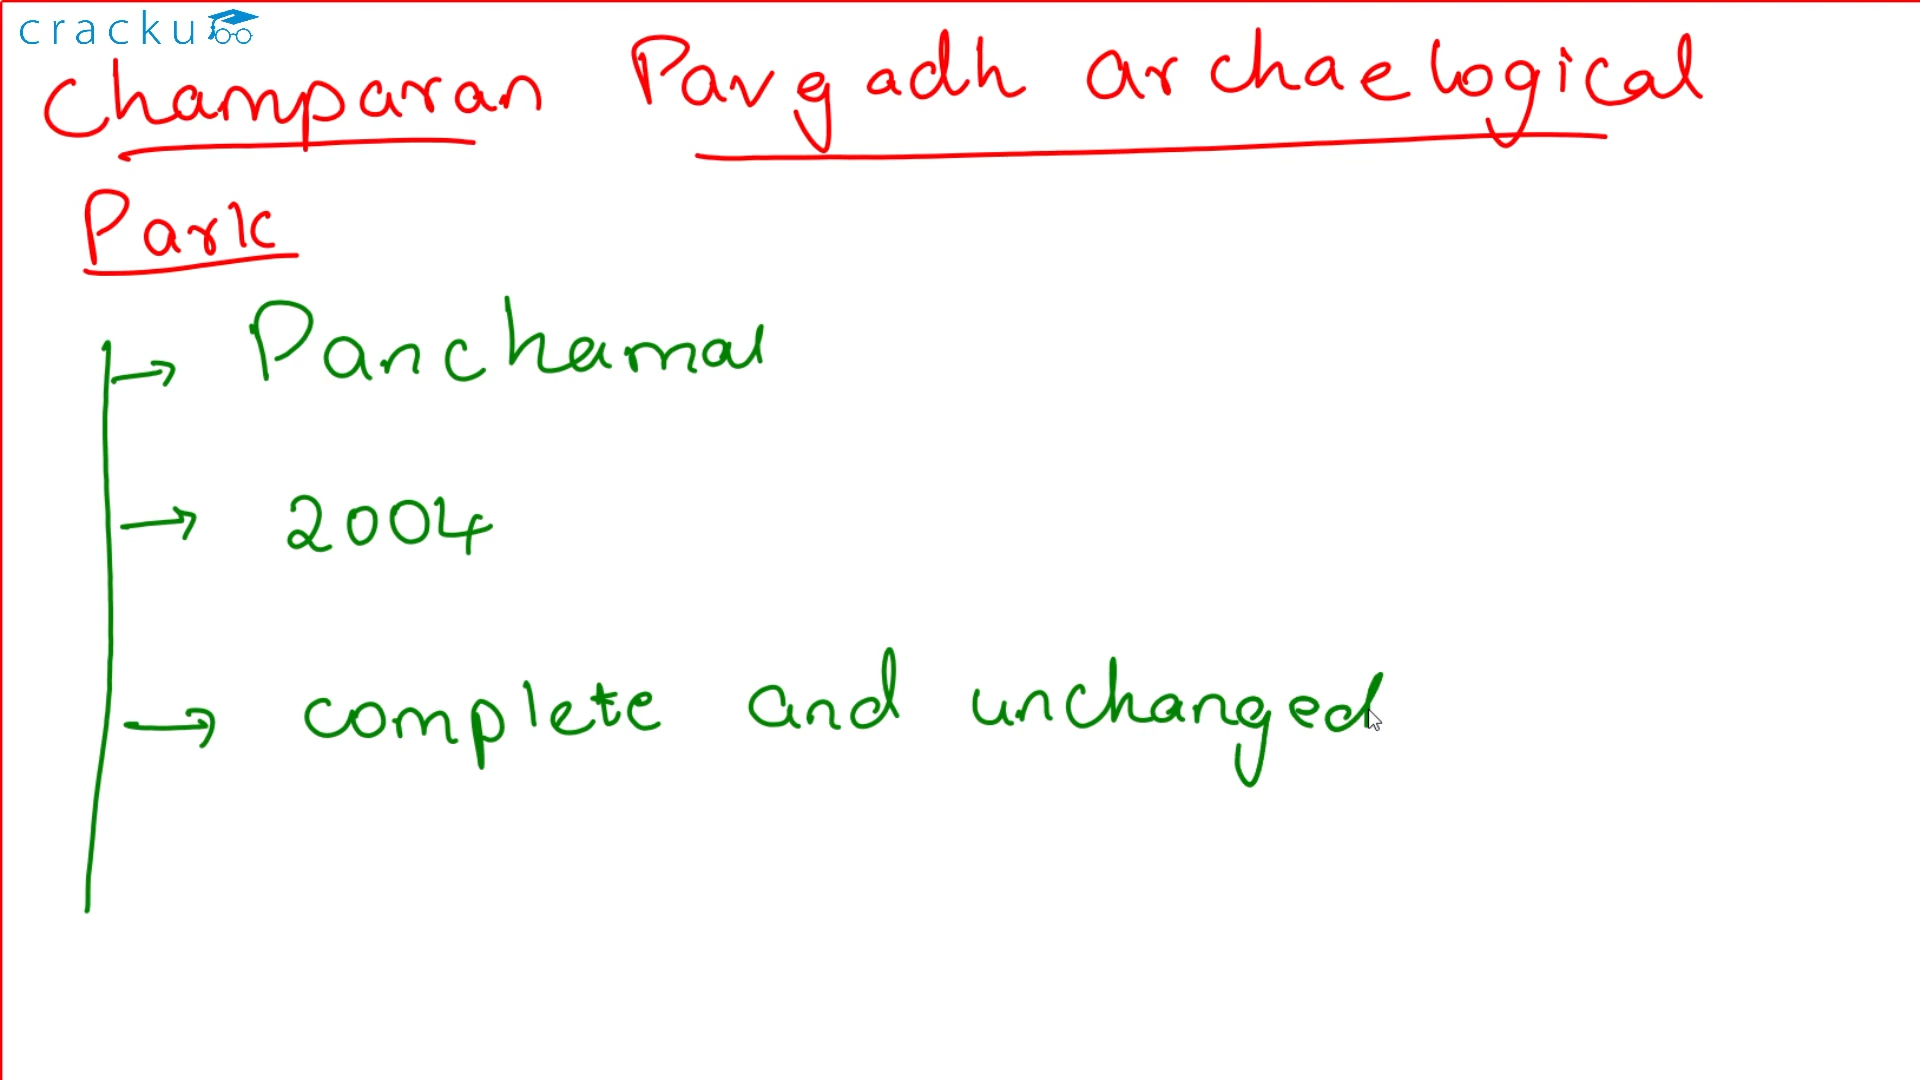 cracku
Champaran Pavgadh archaelogical
Park
→ Panchamal
→ 2004
→ complete and unchanged